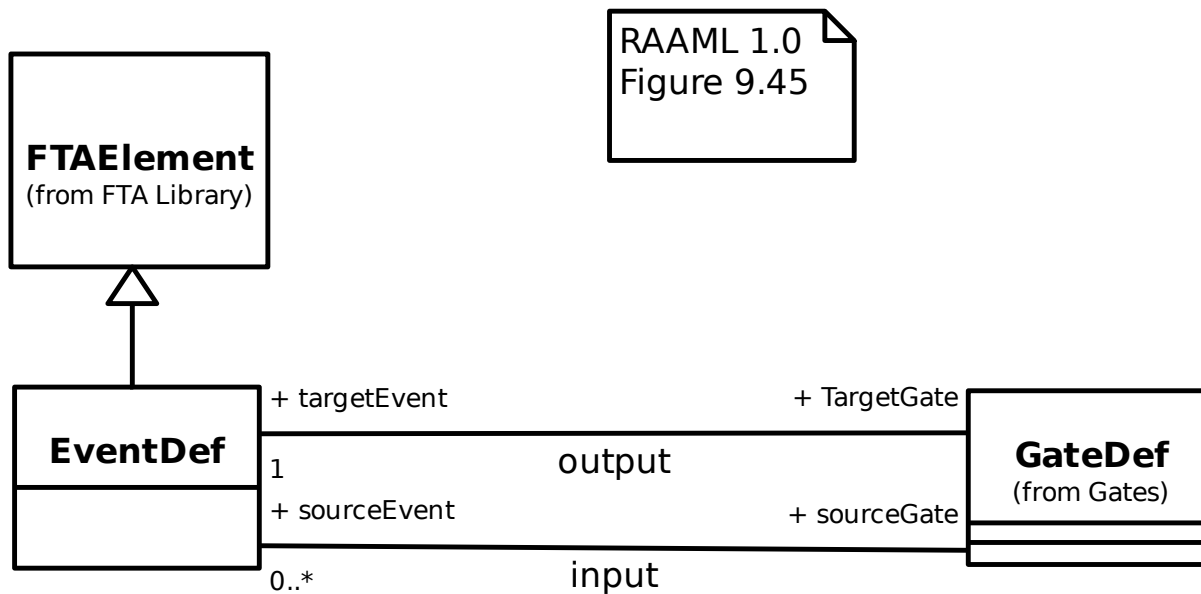 RAAML 1.0
Figure 9.45
FTAElement
(from FTA Library)
+ targetEvent
+ TargetGate
EventDef
1
output
GateDef
(from Gates)
+ sourceEvent
+ sourceGate
0..*
input